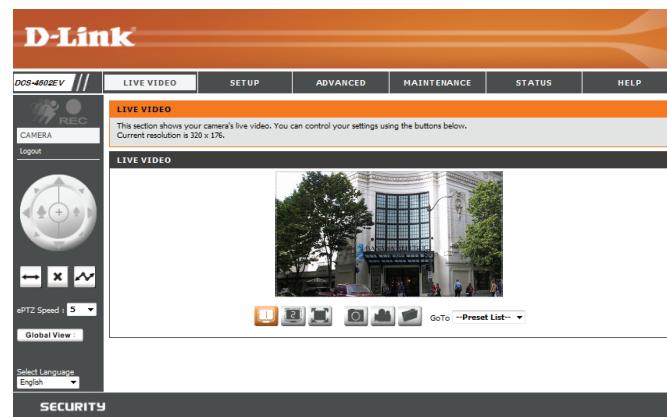 D-Link
DCS-4602EV // LIVE VIDEO SETUP ADVANCED MAINTENANCE STATUS HELP
REC
CAMERA
Logout
ePTZ Speed : 5
Global View :
Select Language
English
LIVE VIDEO
This section shows your camera's live video. You can control your settings using the buttons below.
Current resolution is 320 x 176.
LIVE VIDEO
1 2 GoTo --Preset List--
SECURITY